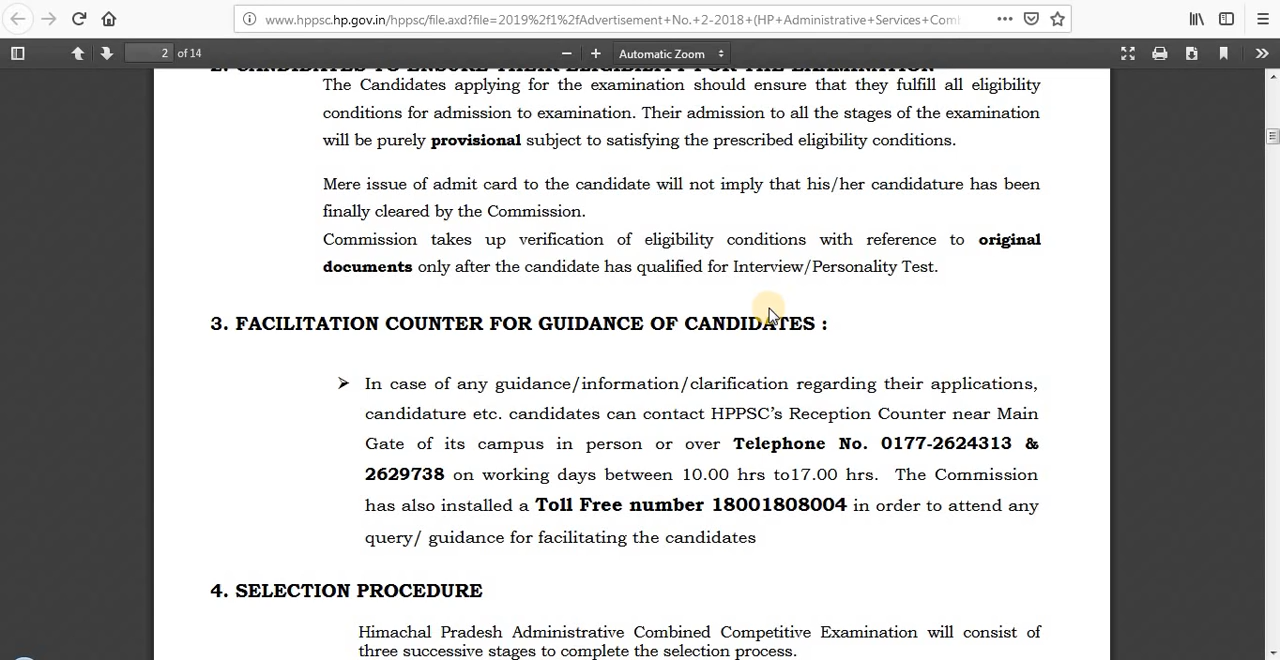 www.hppsc.hp.gov.in/hppsc/file.axd?file=2019%2f1%2fAdvertisement+No.+2-2018+(HP+Administrative+Services+Comb
2 of 14
Automatic Zoom
2. CANDIDATES TO ENSURE THEIR ELIGIBILITY FOR THE EXAMINATION
The Candidates applying for the examination should ensure that they fulfill all eligibility
conditions for admission to examination. Their admission to all the stages of the examination
will be purely provisional subject to satisfying the prescribed eligibility conditions.
Mere issue of admit card to the candidate will not imply that his/her candidature has been
finally cleared by the Commission.
Commission takes up verification of eligibility conditions with reference to original
documents only after the candidate has qualified for Interview/Personality Test.
3. FACILITATION COUNTER FOR GUIDANCE OF CANDIDATES :
➢ In case of any guidance/information/clarification regarding their applications,
candidature etc. candidates can contact HPPSC’s Reception Counter near Main
Gate of its campus in person or over Telephone No. 0177-2624313 &
2629738 on working days between 10.00 hrs to17.00 hrs. The Commission
has also installed a Toll Free number 18001808004 in order to attend any
query/ guidance for facilitating the candidates
4. SELECTION PROCEDURE
Himachal Pradesh Administrative Combined Competitive Examination will consist of
three successive stages to complete the selection process.